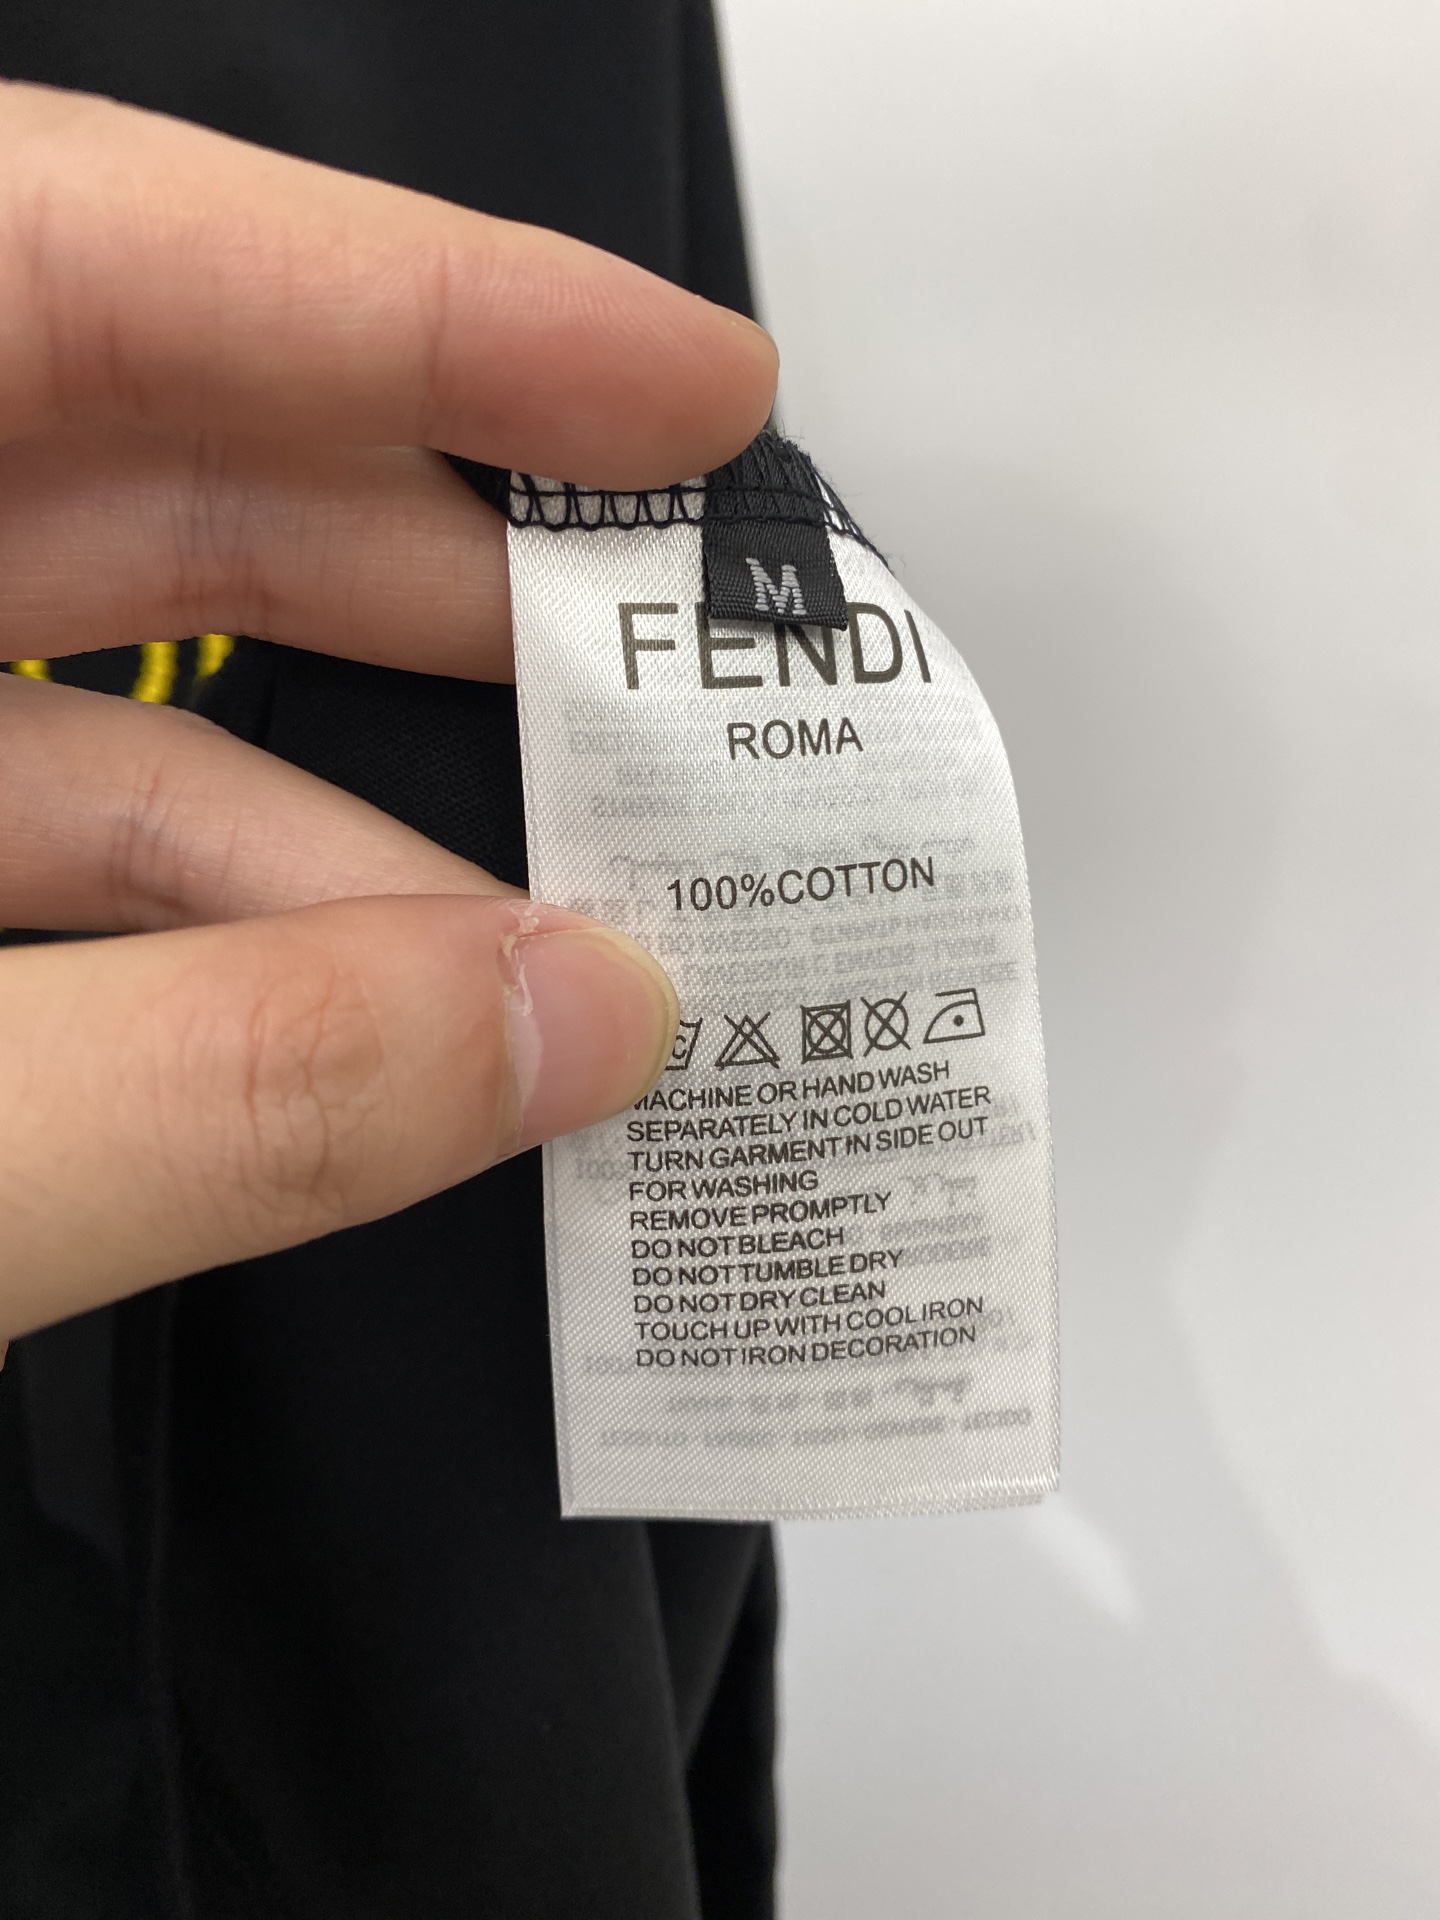 M
FENDI
ROMA
100%COTTON
MACHINE OR HAND WASH
SEPARATELY IN COLD WATER
TURN GARMENT IN SIDE OUT
FOR WASHING
REMOVE PROMPTLY
DO NOT BLEACH
DO NOT TUMBLE DRY
DO NOT DRY CLEAN
TOUCH UP WITH COOL IRON
DO NOT IRON DECORATION